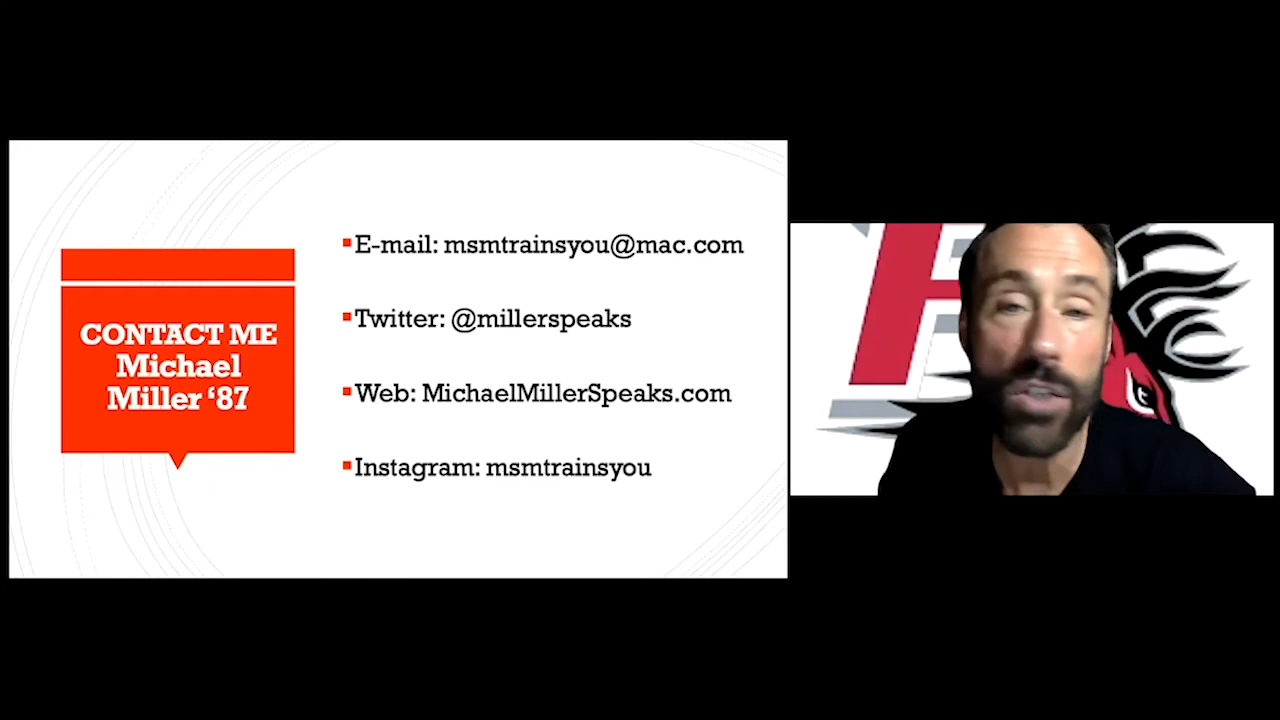 CONTACT ME
Michael
Miller ‘87
E-mail: msmtrainsyou@mac.com
Twitter: @millerspeaks
Web: MichaelMillerSpeaks.com
Instagram: msmtrainsyou